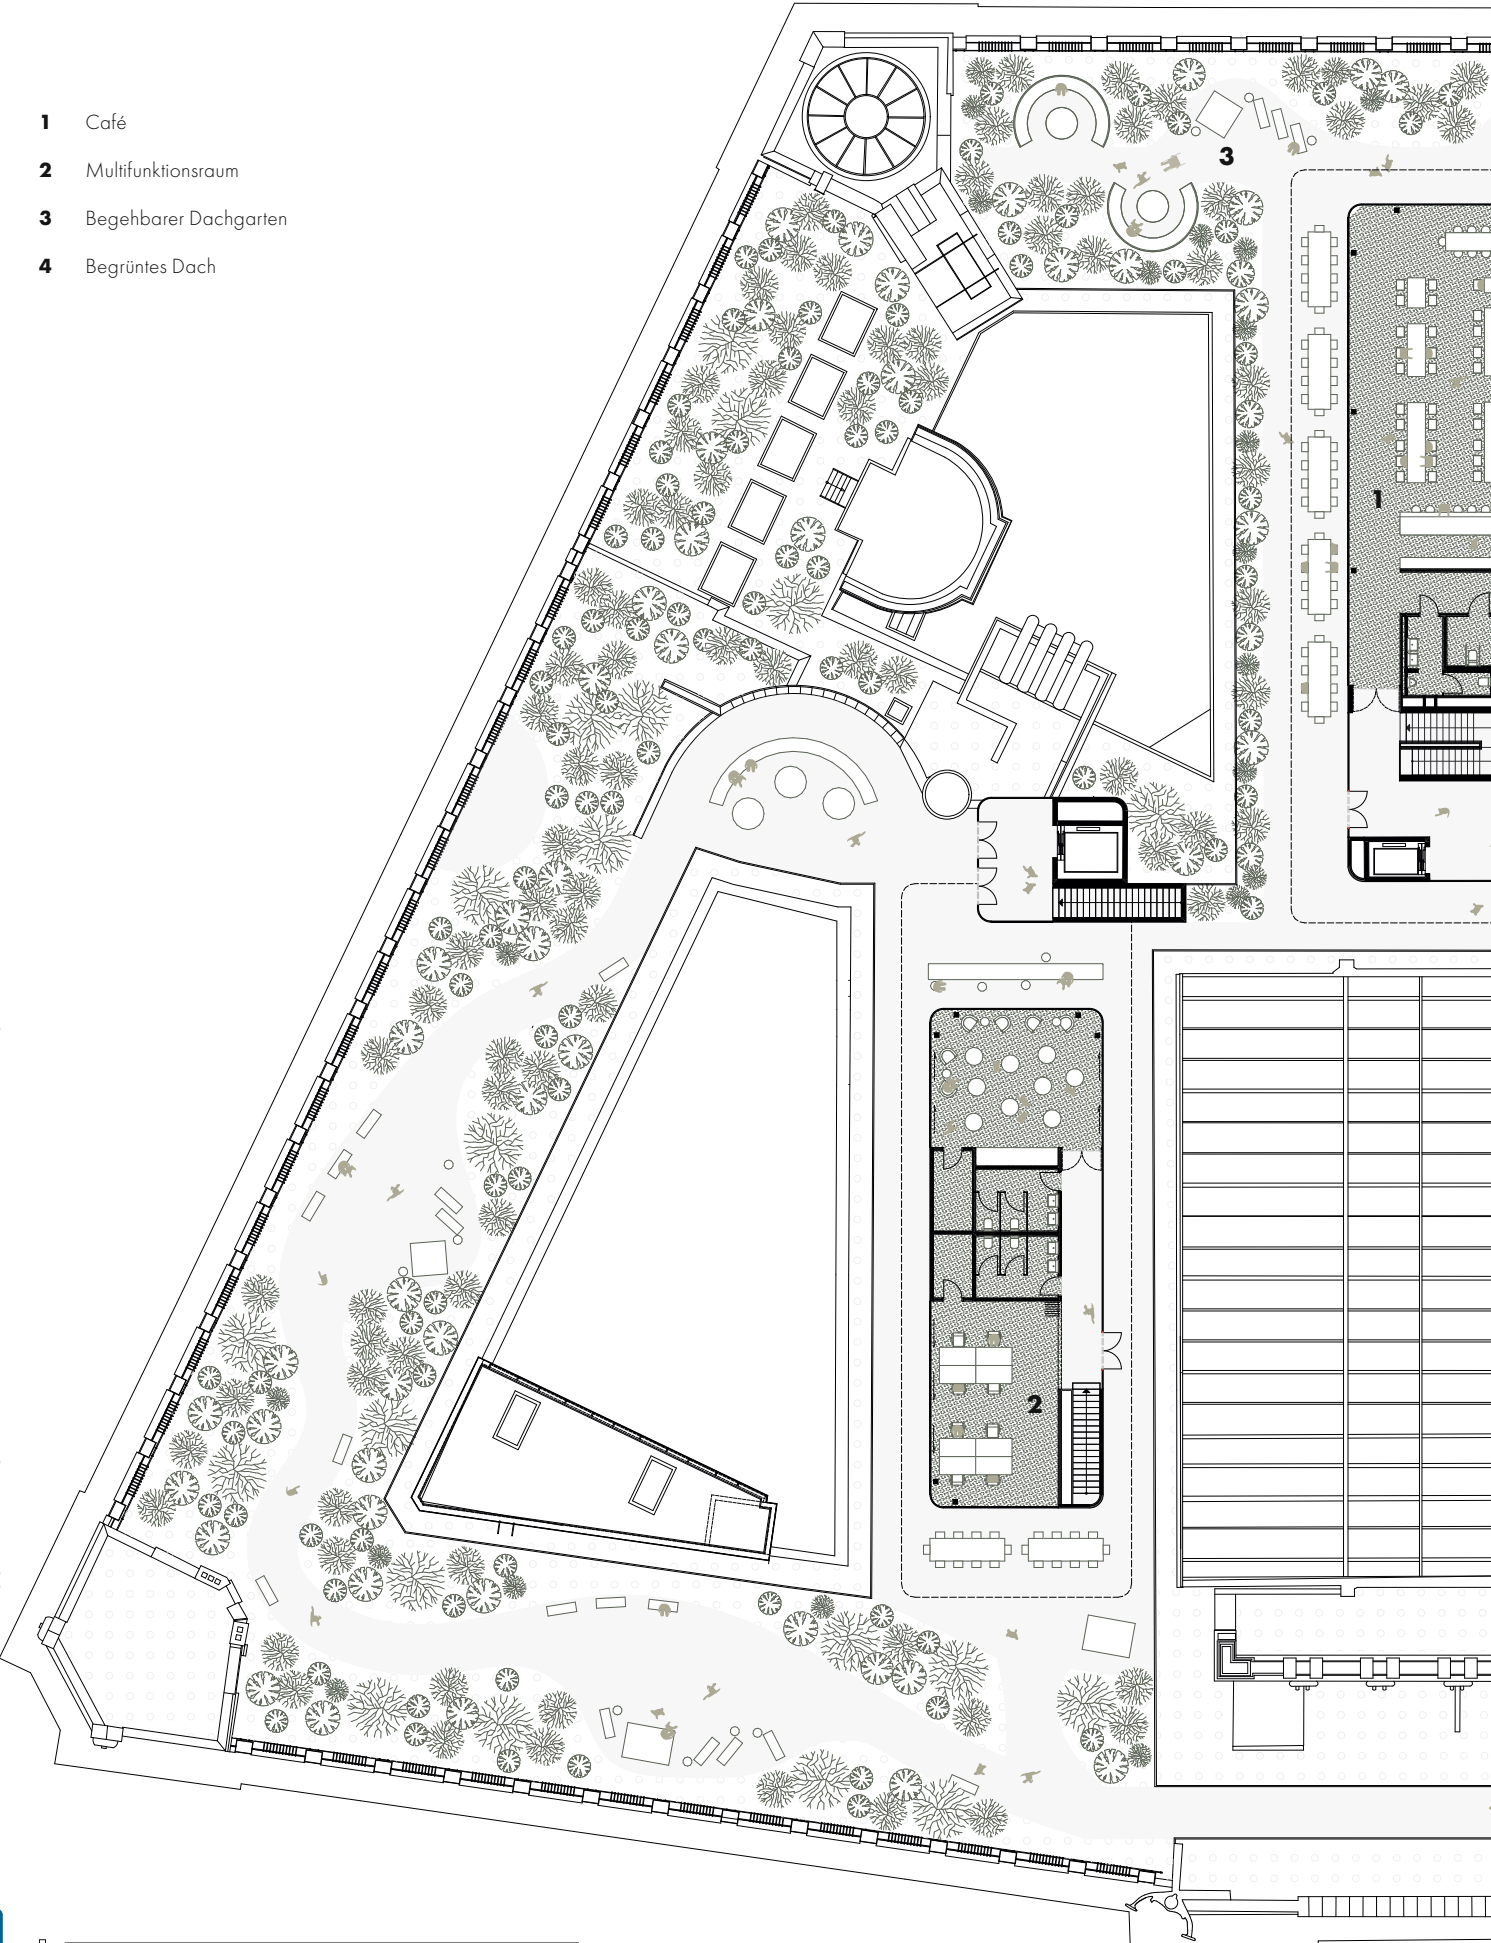 1 Café
2 Multifunktionsraum
3 Begehbarer Dachgarten
4 Begrüntes Dach
3
1
2